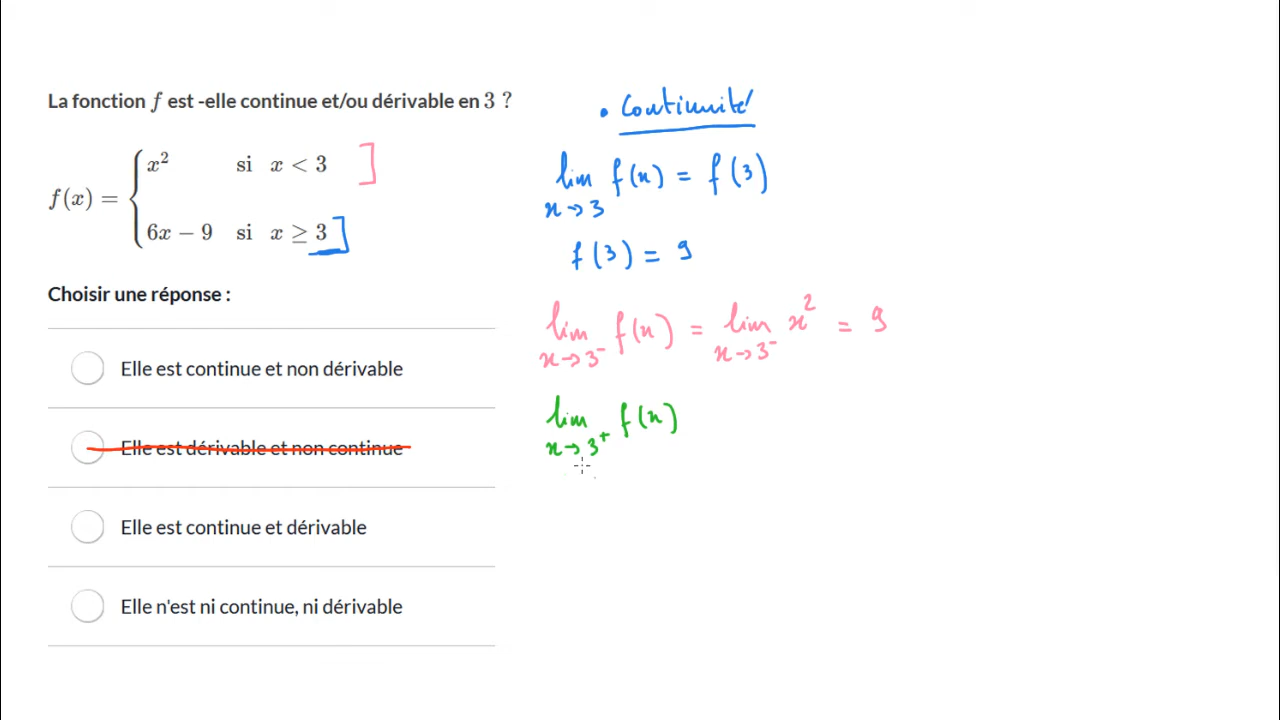 La fonction f est -elle continue et/ou dérivable en 3 ?
f(x) = { x² si x < 3
6x − 9 si x ≥ 3
Choisir une réponse :
Elle est continue et non dérivable
Elle est dérivable et non continue
Elle est continue et dérivable
Elle n'est ni continue, ni dérivable
• Continuité
lim f(x) = f(3)
x→3
f(3) = 9
lim f(x) = lim x² = 9
x→3⁻ x→3⁻
lim f(x)
x→3⁺